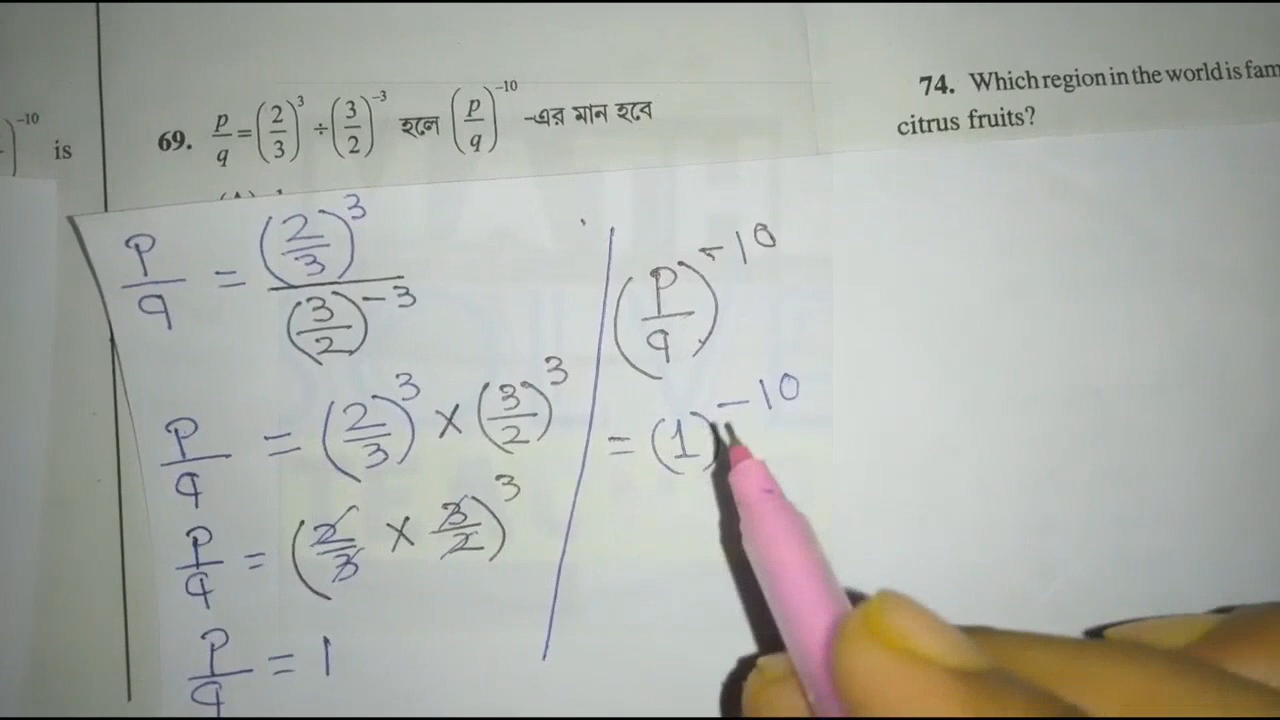 )^{-10} is
69. p/q = (2/3)^3 ÷ (3/2)^{-3} হলে (p/q)^{-10} -এর মান হবে
74. Which region in the world is fam
citrus fruits?
p/q = (2/3)^3 / (3/2)^{-3}
p/q = (2/3)^3 × (3/2)^3
p/q = (2/3 × 3/2)^3
p/q = 1
(p/q)^{-10}
= (1)^{-10}